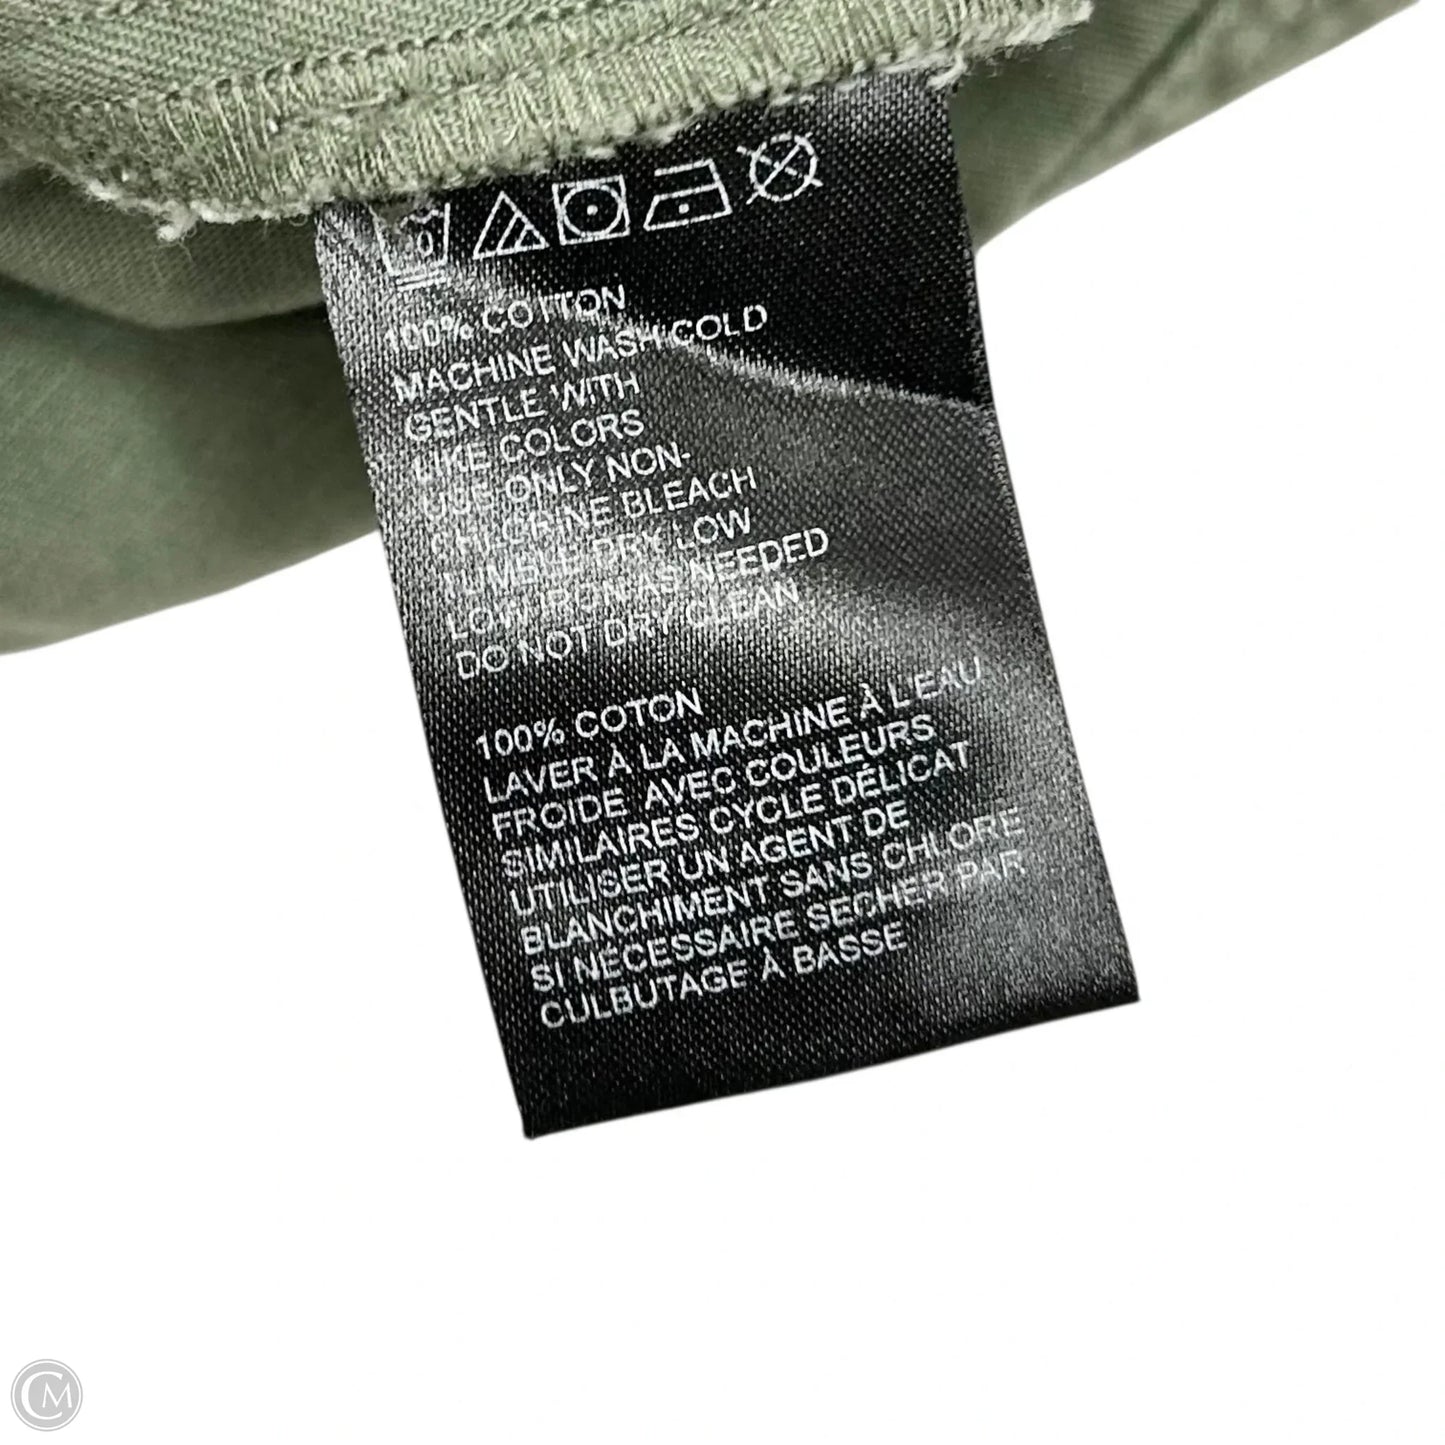 100% COTTON
MACHINE WASH COLD
GENTLE WITH
LIKE COLORS
USE ONLY NON-
CHLORINE BLEACH
TUMBLE DRY LOW
LOW IRON AS NEEDED
DO NOT DRY CLEAN
100% COTON
LAVER À LA MACHINE À L'EAU
FROIDE AVEC COULEURS
SIMILAIRES CYCLE DÉLICAT
UTILISER UN AGENT DE
BLANCHIMENT SANS CHLORE
SI NÉCESSAIRE SÉCHER PAR
CULBUTAGE À BASSE
CM